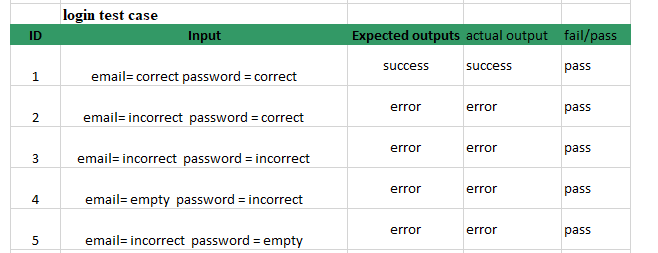 login test case
ID Input Expected outputs actual output fail/pass
1 email= correct password = correct success success pass
2 email= incorrect password = correct error error pass
3 email= incorrect password = incorrect error error pass
4 email= empty password = incorrect error error pass
5 email= incorrect password = empty error error pass